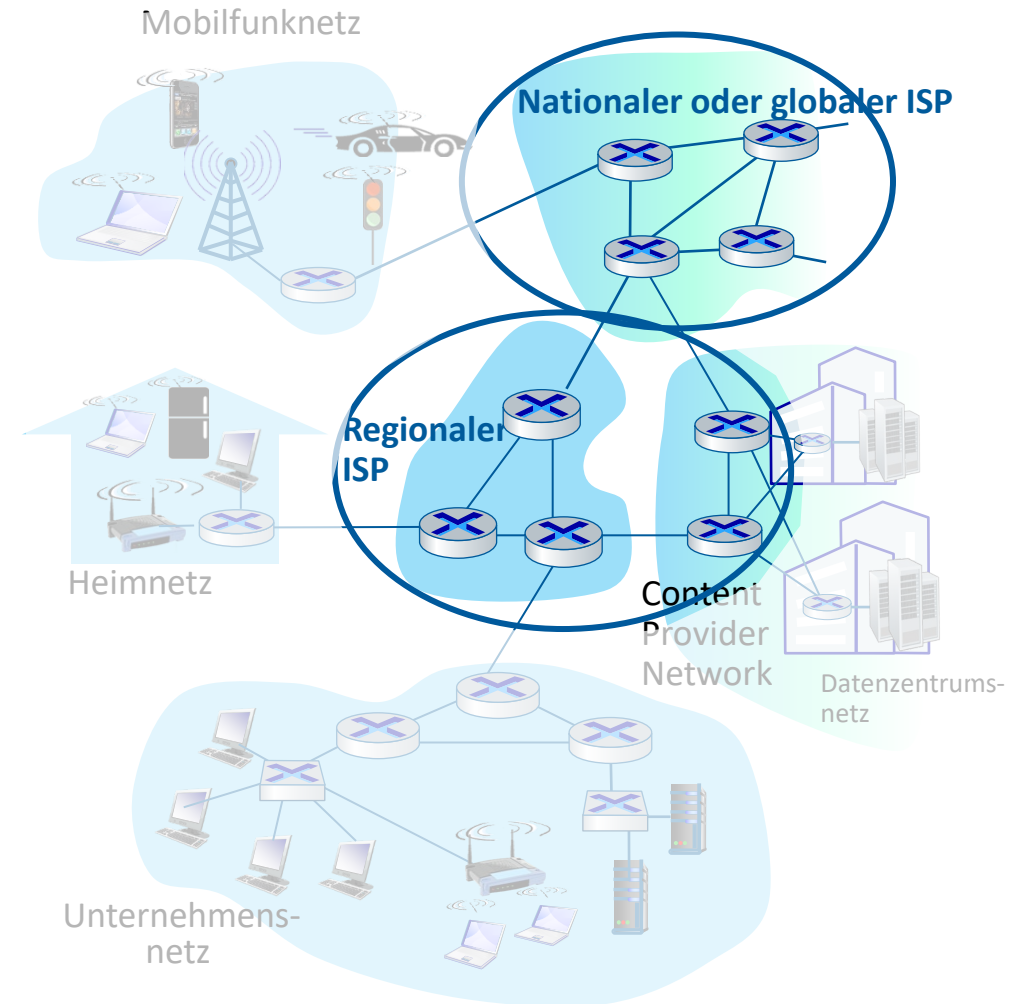 Mobilfunknetz
Nationaler oder globaler ISP
Regionaler
ISP
Heimnetz
Content
Provider
Network
Datenzentrums-
netz
Unternehmens-
netz